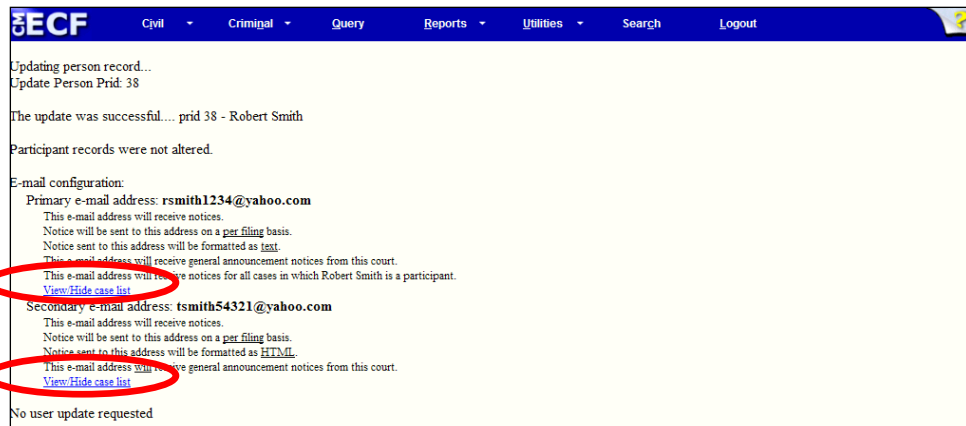 CM ECF Civil Criminal Query Reports Utilities Search Logout ?
Updating person record...
Update Person Prid: 38
The update was successful.... prid 38 - Robert Smith
Participant records were not altered.
E-mail configuration:
Primary e-mail address: rsmith1234@yahoo.com
This e-mail address will receive notices.
Notice will be sent to this address on a per filing basis.
Notice sent to this address will be formatted as text.
This e-mail address will receive general announcement notices from this court.
This e-mail address will receive notices for all cases in which Robert Smith is a participant.
View/Hide case list
Secondary e-mail address: tsmith54321@yahoo.com
This e-mail address will receive notices.
Notice will be sent to this address on a per filing basis.
Notice sent to this address will be formatted as HTML.
This e-mail address will receive general announcement notices from this court.
View/Hide case list
No user update requested